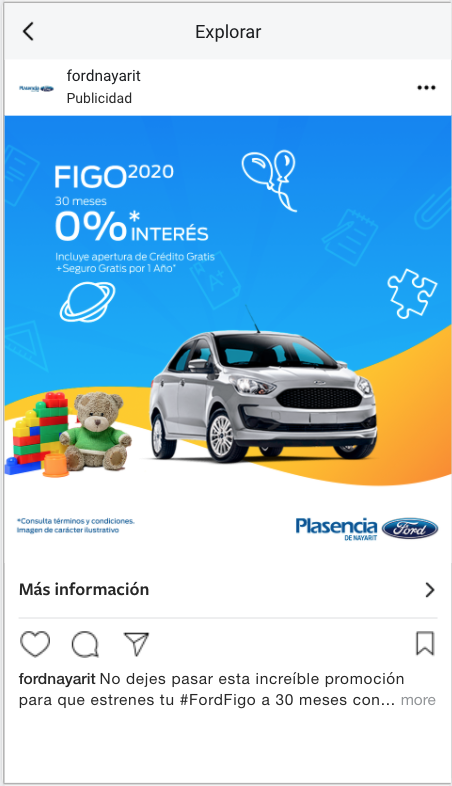 Explorar
fordnayarit
Publicidad
FIGO 2020
30 meses
0%* INTERÉS
Incluye apertura de Crédito Gratis
+Seguro Gratis por 1 Año*
A+
*Consulta términos y condiciones.
Imagen de carácter ilustrativo
Plasencia
DE NAYARIT
Ford
Más información
fordnayarit No dejes pasar esta increíble promoción
para que estrenes tu #FordFigo a 30 meses con... more